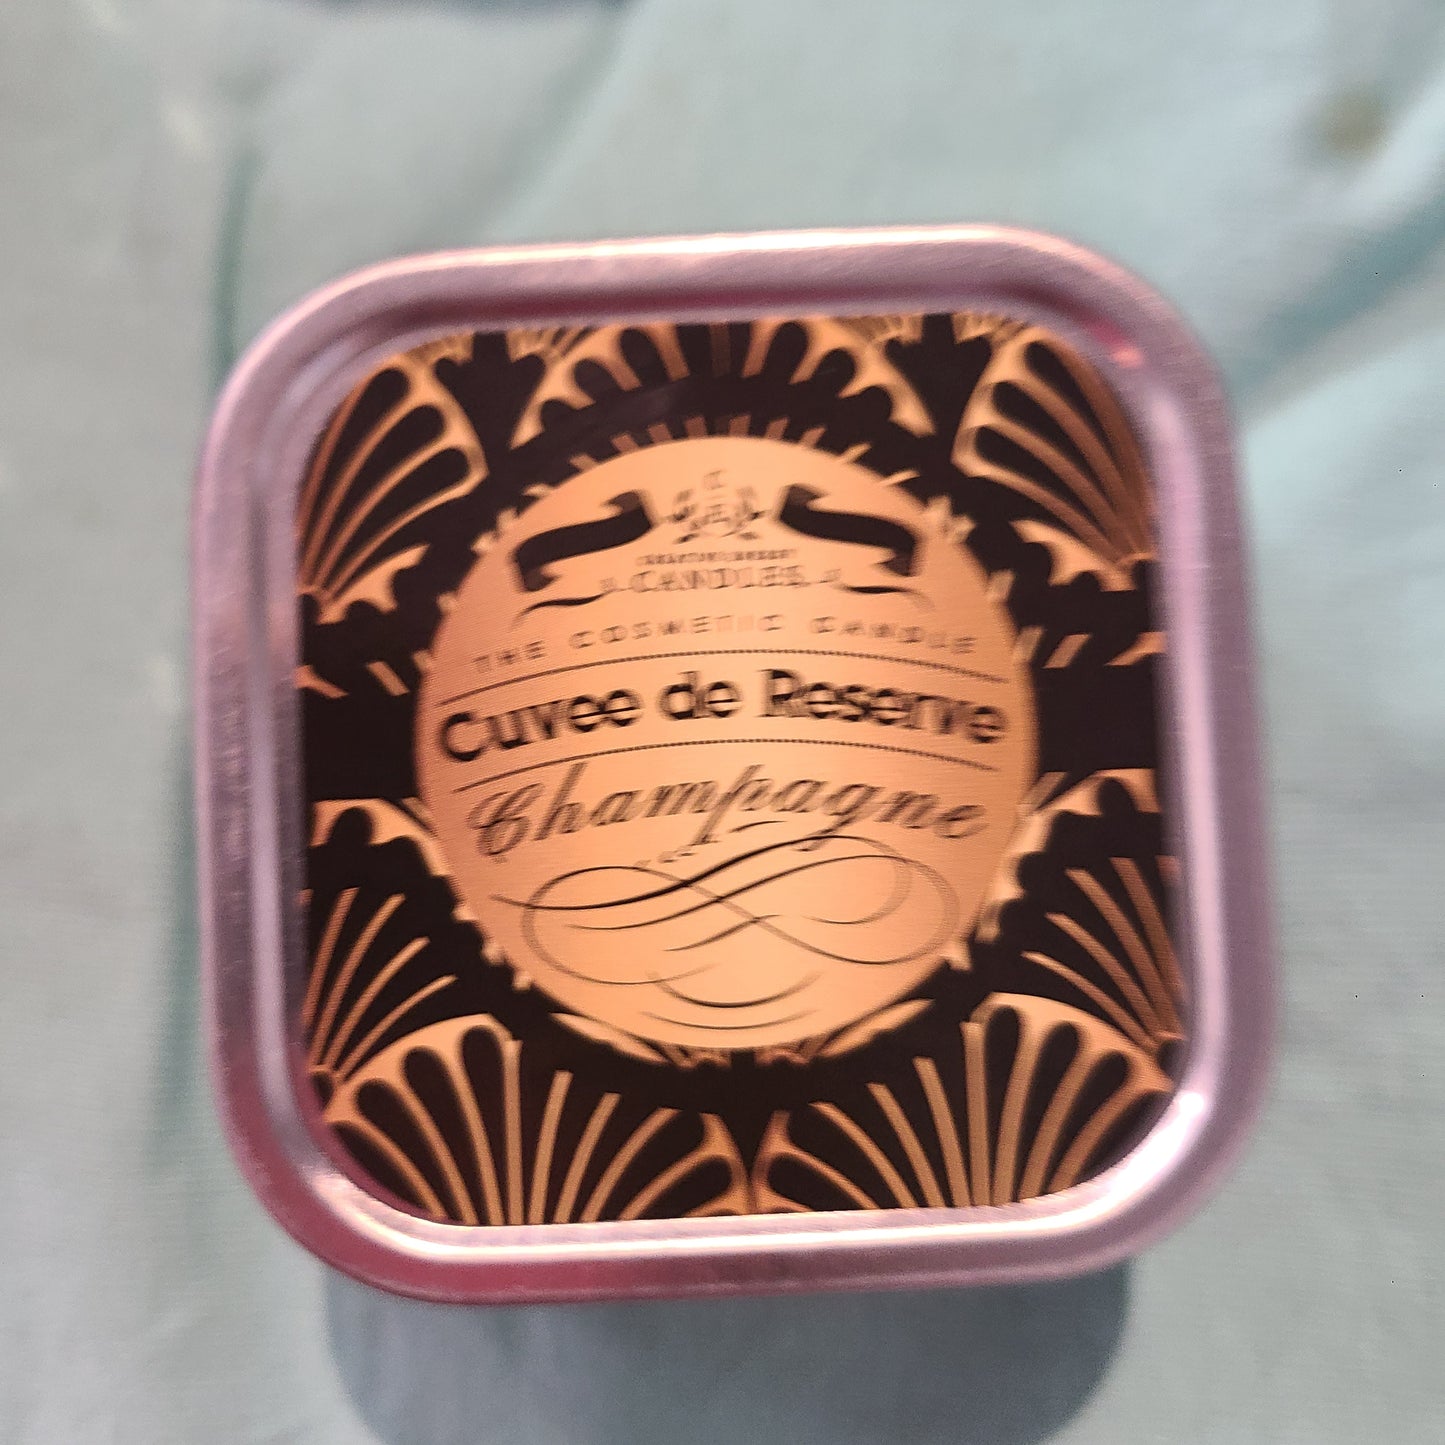 CANDLES
THE COSMETIC CANDLE
Cuvee de Reserve
Champagne